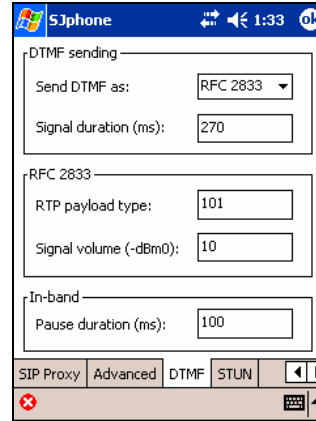 SJphone 1:33 ok
DTMF sending
Send DTMF as: RFC 2833
Signal duration (ms): 270
RFC 2833
RTP payload type: 101
Signal volume (-dBm0): 10
In-band
Pause duration (ms): 100
SIP Proxy Advanced DTMF STUN